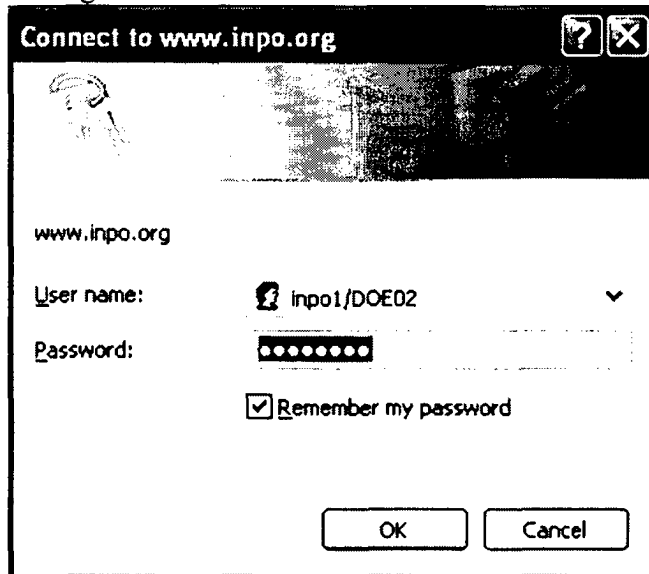 Connect to www.inpo.org
www.inpo.org
User name: inpo1/DOE02
Password: ●●●●●●●●
Remember my password
OK Cancel